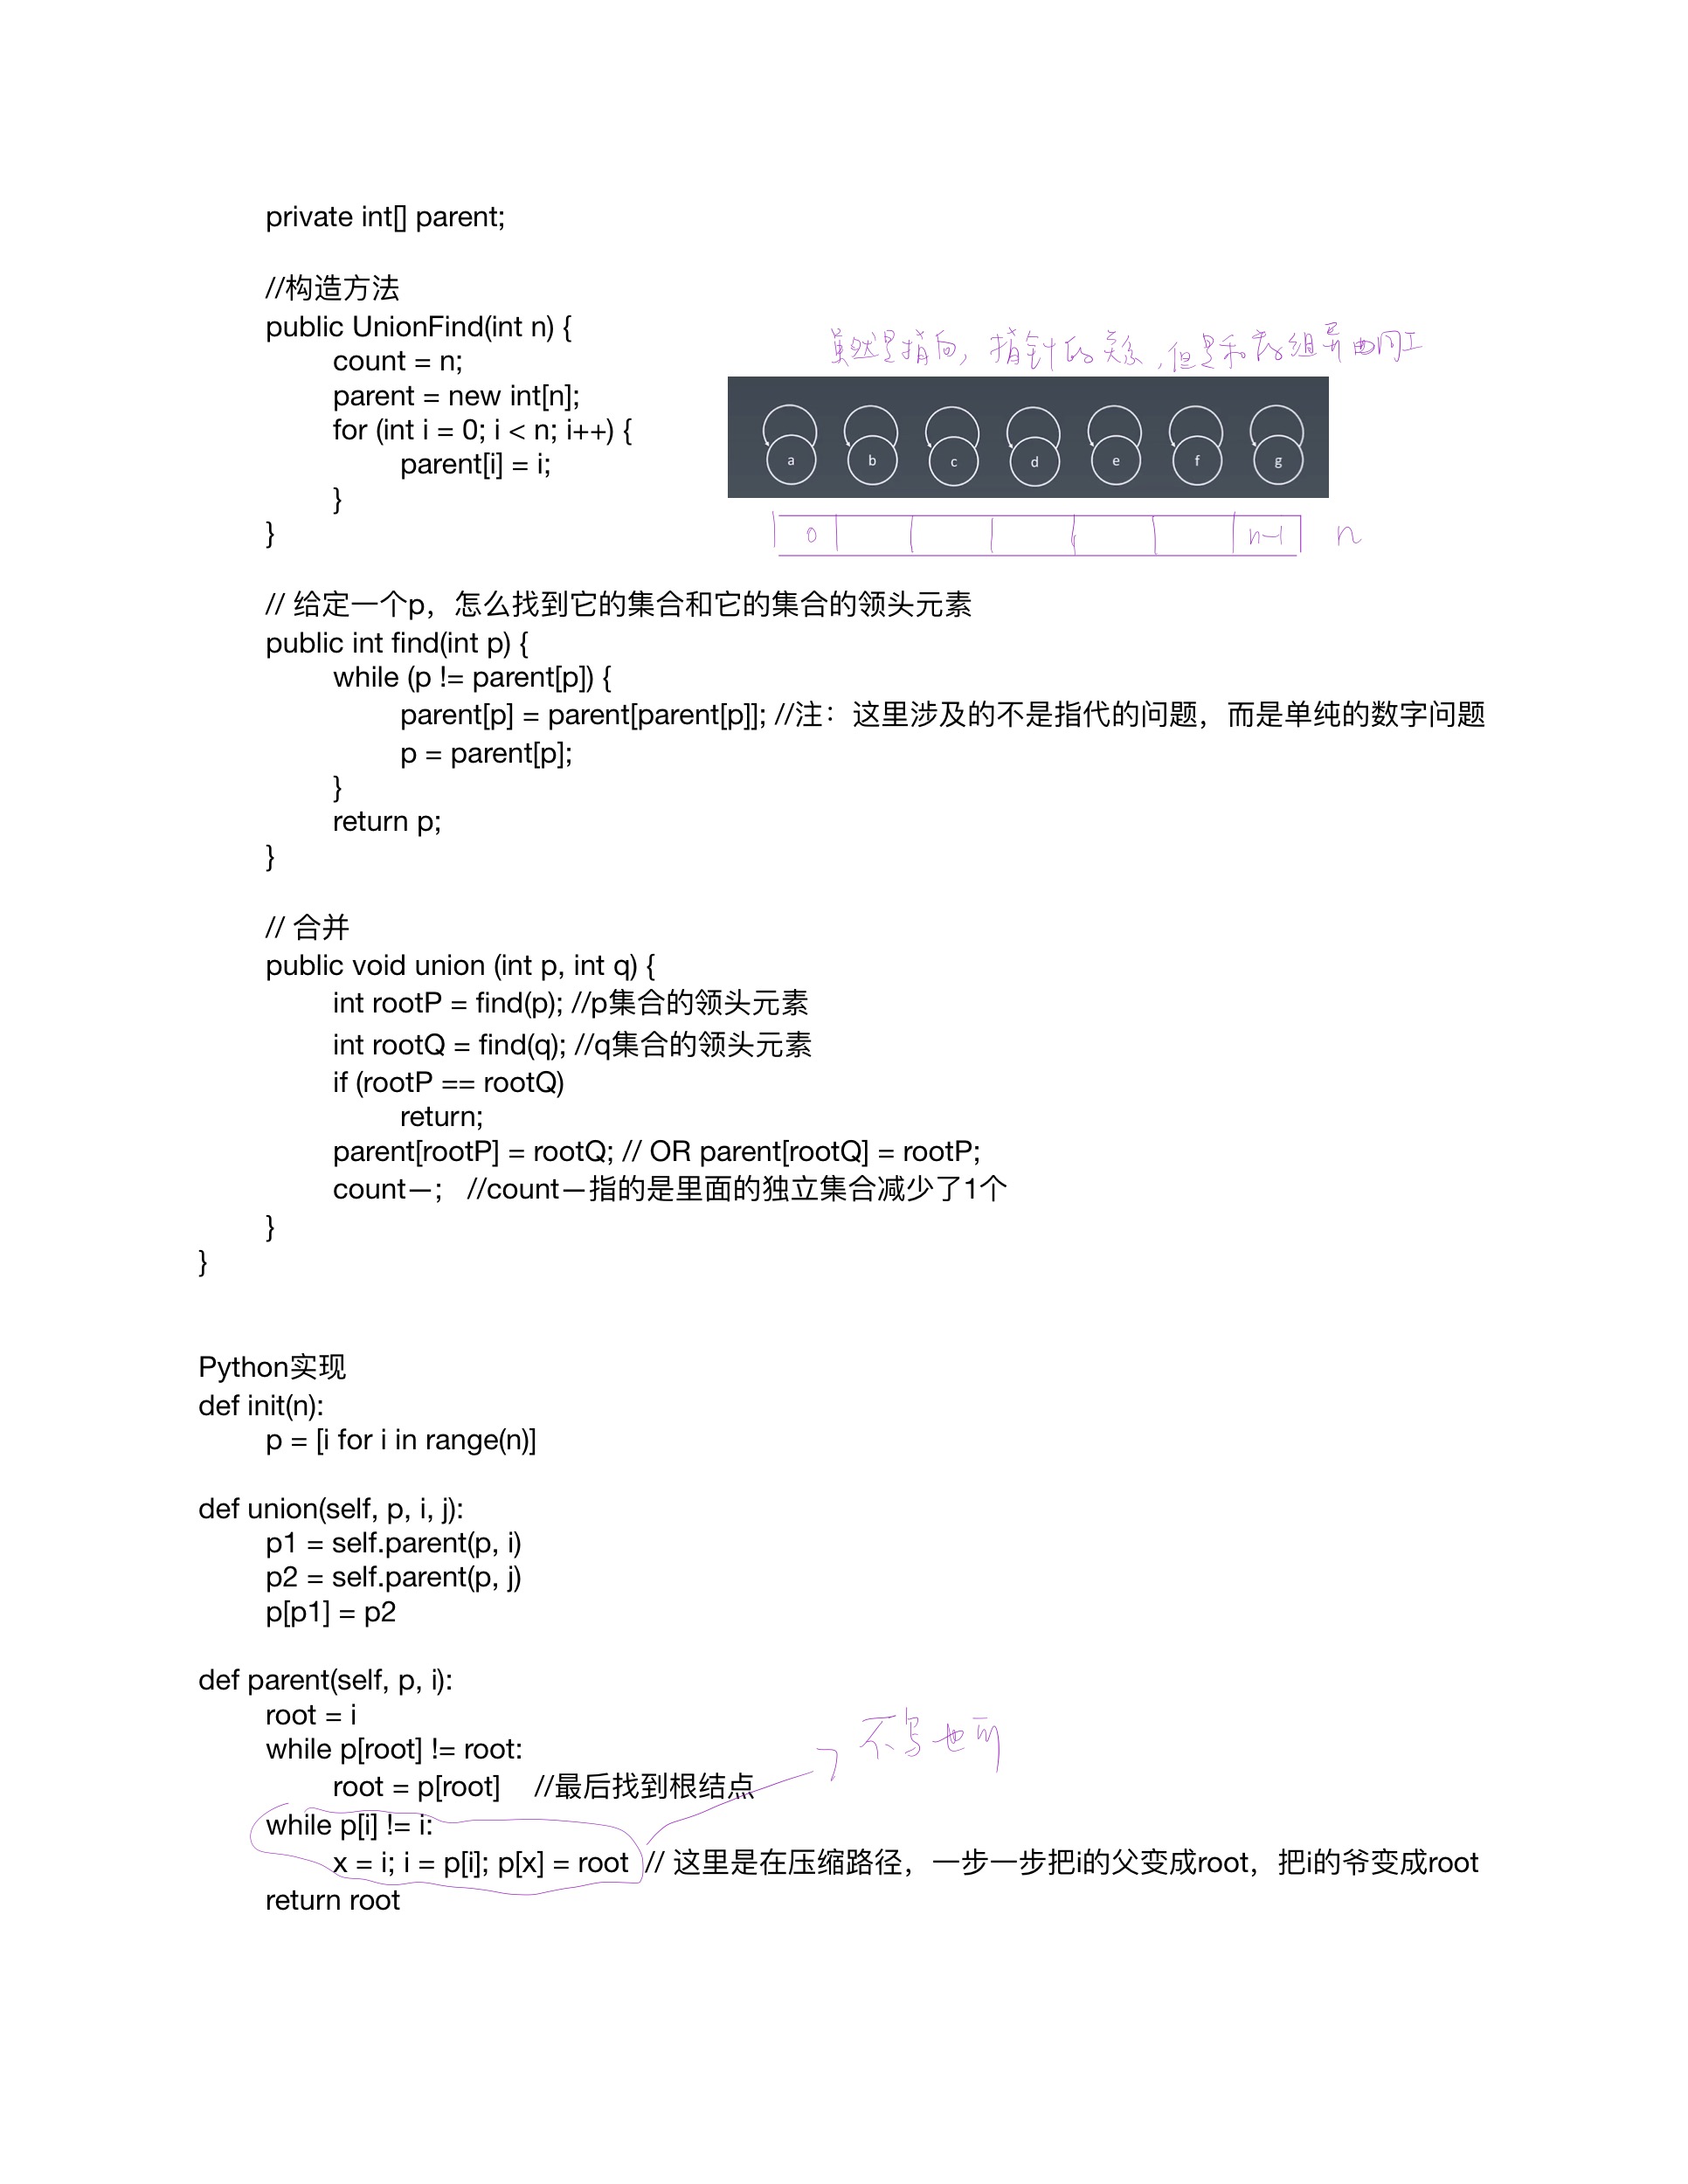 private int[] parent;
//构造方法
public UnionFind(int n) {
count = n;
parent = new int[n];
for (int i = 0; i < n; i++) {
parent[i] = i;
}
}
虽然是指向，指针的关系，但是和数组异曲同工
a b c d e f g
0 n-1 n
// 给定一个p，怎么找到它的集合和它的集合的领头元素
public int find(int p) {
while (p != parent[p]) {
parent[p] = parent[parent[p]]; //注：这里涉及的不是指代的问题，而是单纯的数字问题
p = parent[p];
}
return p;
}
// 合并
public void union (int p, int q) {
int rootP = find(p); //p集合的领头元素
int rootQ = find(q); //q集合的领头元素
if (rootP == rootQ)
return;
parent[rootP] = rootQ; // OR parent[rootQ] = rootP;
count—; //count—指的是里面的独立集合减少了1个
}
}
Python实现
def init(n):
p = [i for i in range(n)]
def union(self, p, i, j):
p1 = self.parent(p, i)
p2 = self.parent(p, j)
p[p1] = p2
def parent(self, p, i):
root = i
while p[root] != root:
root = p[root] //最后找到根结点
不写也可
while p[i] != i:
x = i; i = p[i]; p[x] = root // 这里是在压缩路径，一步一步把i的父变成root，把i的爷变成root
return root